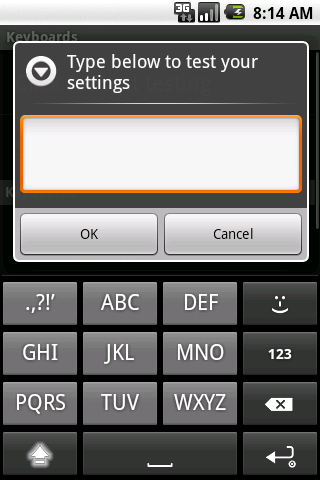 3G 8:14 AM
Keyboards
Type below to test your
settings
OK Cancel
.,?!' ABC DEF
GHI JKL MNO 123
PQRS TUV WXYZ